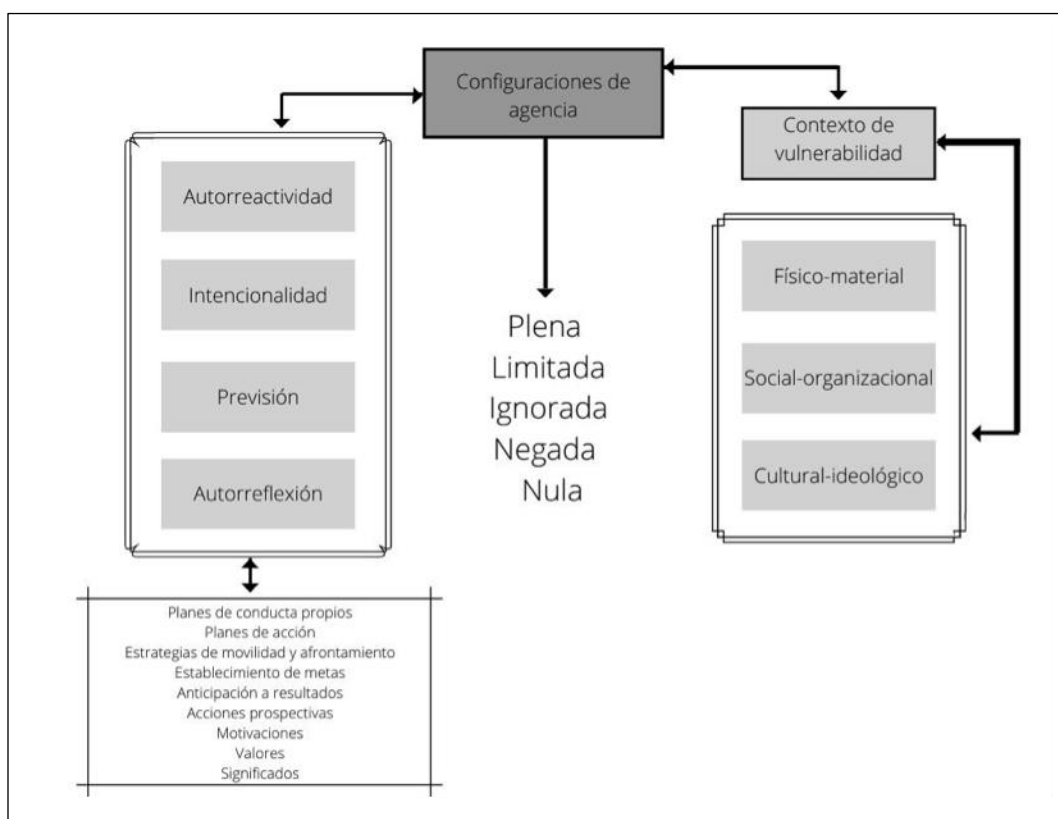 Configuraciones de
agencia
Contexto de
vulnerabilidad
Autorreactividad
Intencionalidad
Previsión
Autorreflexión
Plena
Limitada
Ignorada
Negada
Nula
Físico-material
Social-organizacional
Cultural-ideológico
Planes de conducta propios
Planes de acción
Estrategias de movilidad y afrontamiento
Establecimiento de metas
Anticipación a resultados
Acciones prospectivas
Motivaciones
Valores
Significados